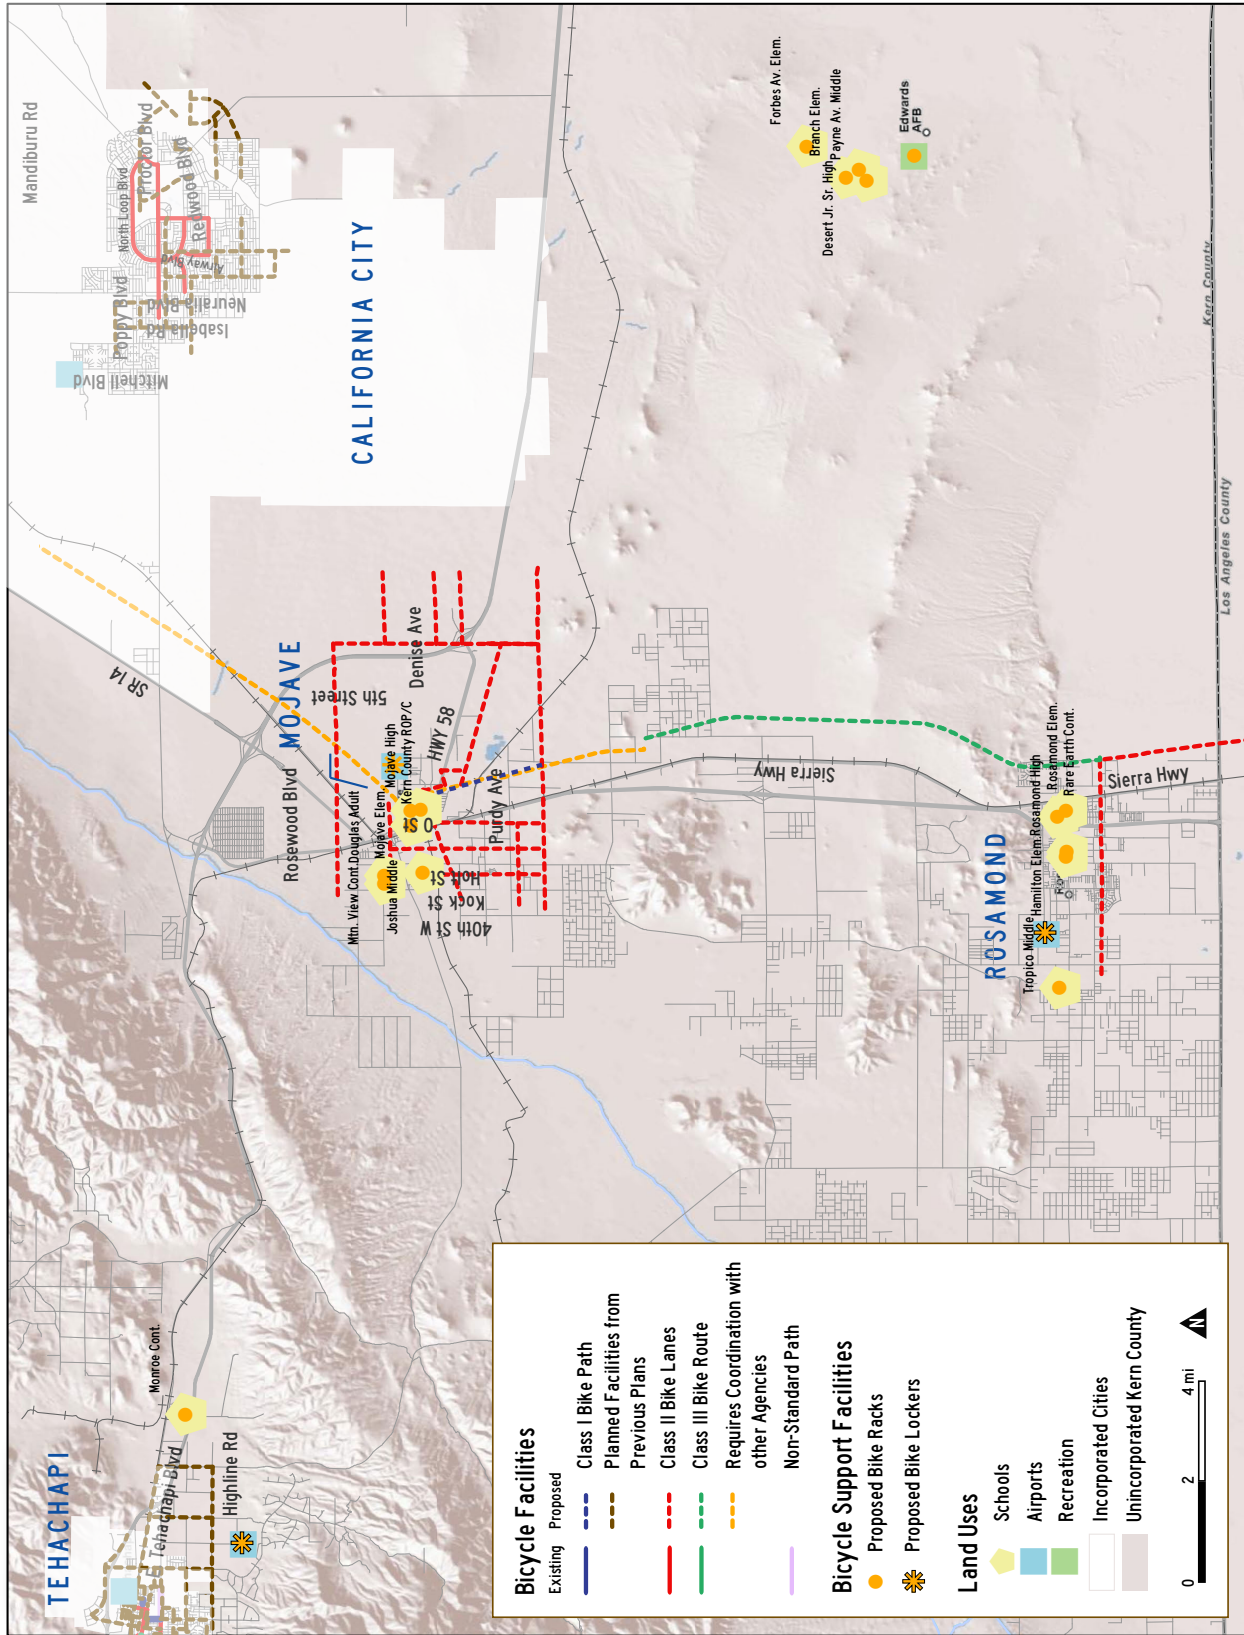 TEHACHAPI
E. Tehachapi Blvd
Highline Rd
Monroe Cont.
SR 14
MOJAVE
Rosewood Blvd
5th Street
Denise Ave
HWY 58
Mtn. View Cont.
Douglas Adult
Mojave Elem.
Mojave High
Kern County ROP/C
Joshua Middle
O St
Holt St
Kock St
40th St W
Purdy Ave
Sierra Hwy
CALIFORNIA CITY
Mandiburu Rd
North Loop Blvd
Proctor Blvd
Redwood Blvd
Airway Blvd
Poppy Blvd
Neuralia Blvd
Isabella Rd
Mitchell Blvd
Forbes Av. Elem.
Branch Elem.
Payne Av. Middle
Desert Jr. Sr. High
Edwards
AFB
ROSAMOND
Tropico Middle
Hamilton Elem.
Rosamond High
Rosamond Elem.
Rare Earth Cont.
Sierra Hwy
Kern County
Los Angeles County
Bicycle Facilities
Existing Proposed
Class I Bike Path
Planned Facilities from
Previous Plans
Class II Bike Lanes
Class III Bike Route
Requires Coordination with
other Agencies
Non-Standard Path
Bicycle Support Facilities
Proposed Bike Racks
Proposed Bike Lockers
Land Uses
Schools
Airports
Recreation
Incorporated Cities
Unincorporated Kern County
0 2 4 mi
N